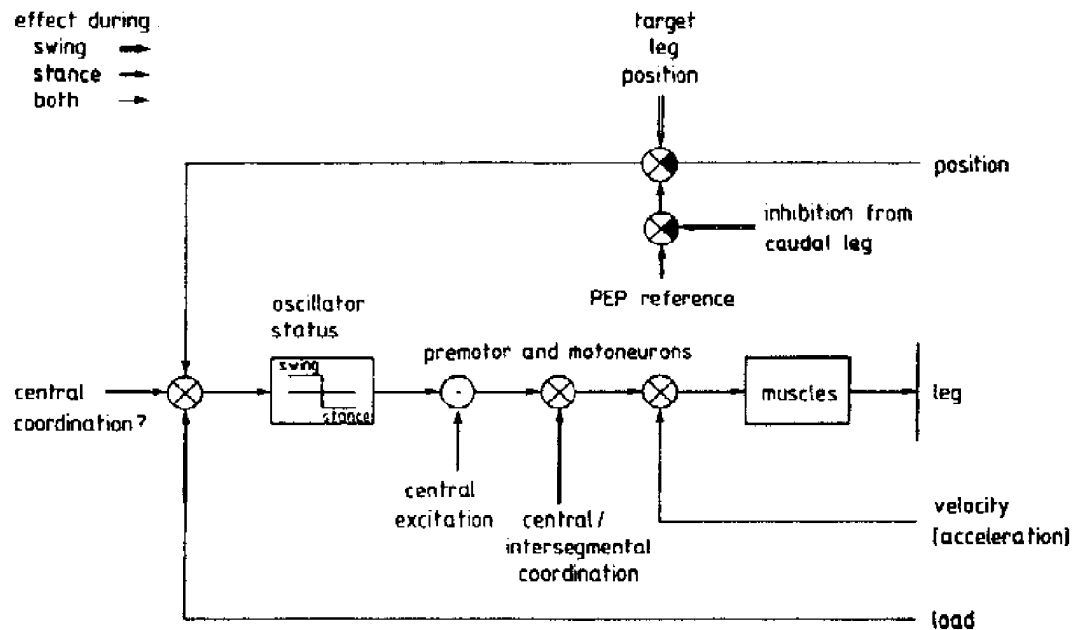 effect during
swing
stance
both
target
leg
position
position
inhibition from
caudal leg
PEP reference
oscillator
status
premotor and motoneurons
swing
stance
central
coordination?
muscles
leg
central
excitation
central/
intersegmental
coordination
velocity
(acceleration)
load